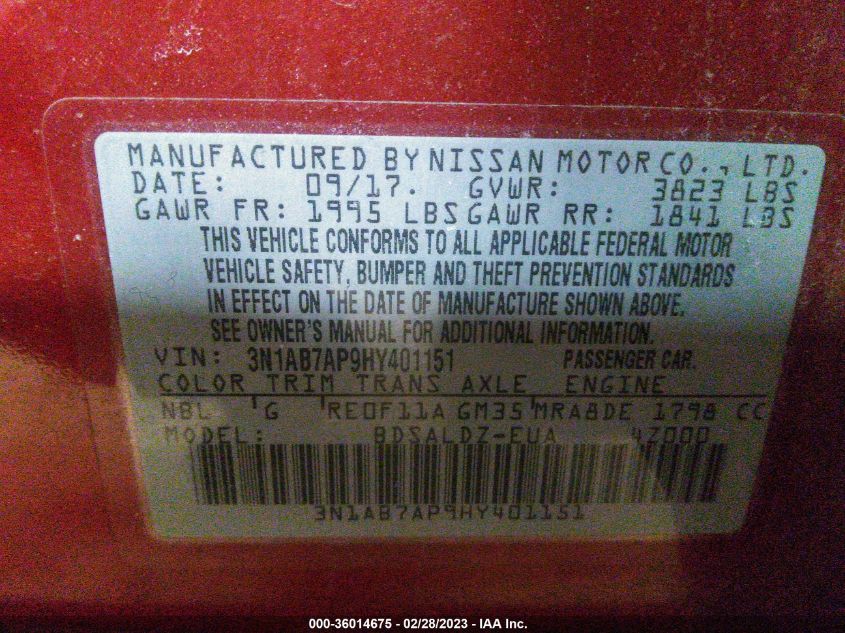 MANUFACTURED BY NISSAN MOTOR CO., LTD.
DATE: 09/17. GVWR: 3823 LBS
GAWR FR: 1995 LBS GAWR RR: 1841 LBS
THIS VEHICLE CONFORMS TO ALL APPLICABLE FEDERAL MOTOR
VEHICLE SAFETY, BUMPER AND THEFT PREVENTION STANDARDS
IN EFFECT ON THE DATE OF MANUFACTURE SHOWN ABOVE.
SEE OWNER'S MANUAL FOR ADDITIONAL INFORMATION.
VIN: 3N1AB7AP9HY401151 PASSENGER CAR.
COLOR TRIM TRANS AXLE ENGINE
NBL G RE0F11A GM35 MRA8DE 1798 CC
MODEL: BDSALDZ-EUA 4Z000
3N1AB7AP9HY401151
000-36014675 - 02/28/2023 - IAA Inc.